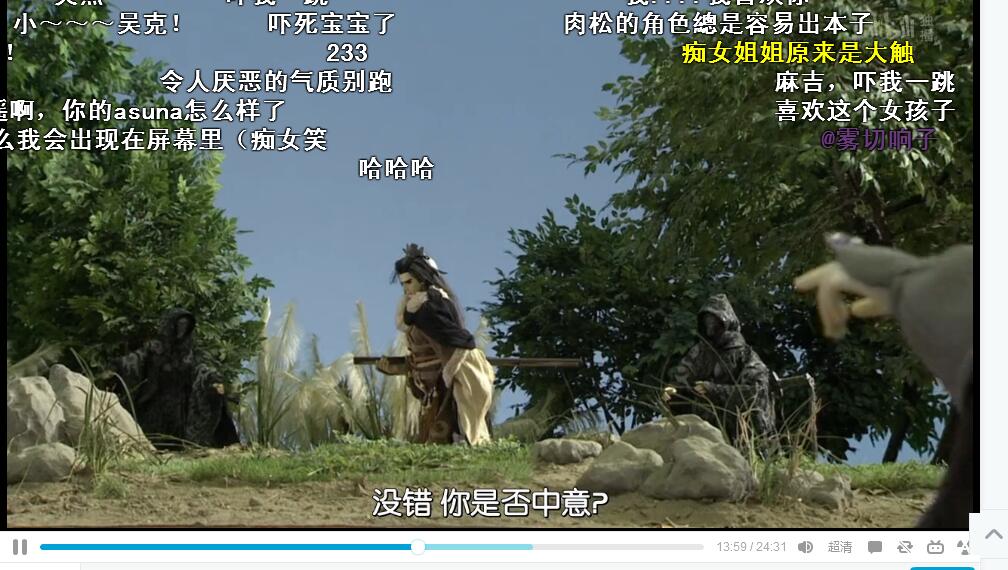 小～～～吴克！
吓死宝宝了
肉松的角色總是容易出本子
！
233
痴女姐姐原来是大触
令人厌恶的气质别跑
麻吉，吓我一跳
啊，你的asuna怎么样了
喜欢这个女孩子
么我会出现在屏幕里（痴女笑
@雾切响子
哈哈哈
没错 你是否中意?
13:59 / 24:31
超清